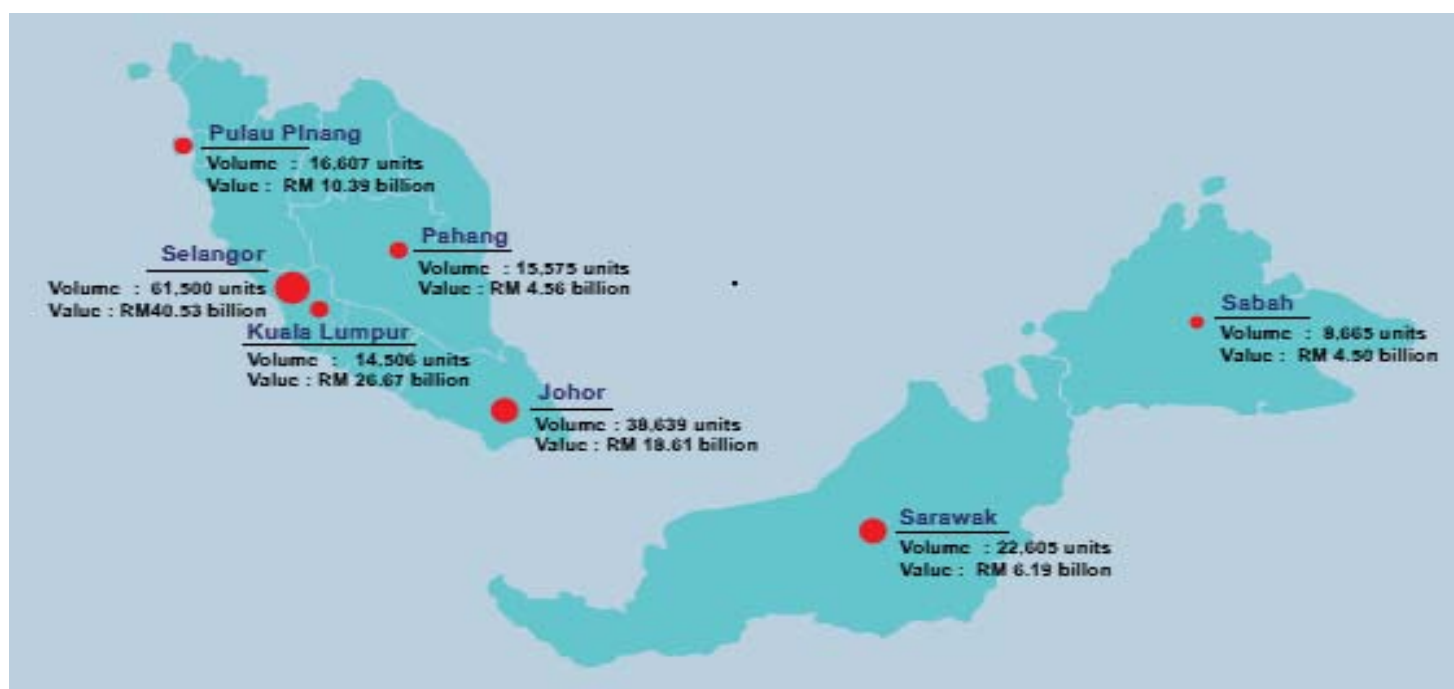 Pulau PInang
Volume : 16,607 units
Value : RM 10.39 billion
Pahang
Volume : 15,575 units
Value : RM 4.56 billion
Selangor
Volume : 61,500 units
Value : RM40.53 billion
Kuala Lumpur
Volume : 14,506 units
Value : RM 26.67 billion
Johor
Volume : 38,639 units
Value : RM 18.61 billion
Sabah
Volume : 8,665 units
Value : RM 4.50 billion
Sarawak
Volume : 22,605 units
Value : RM 6.19 billon